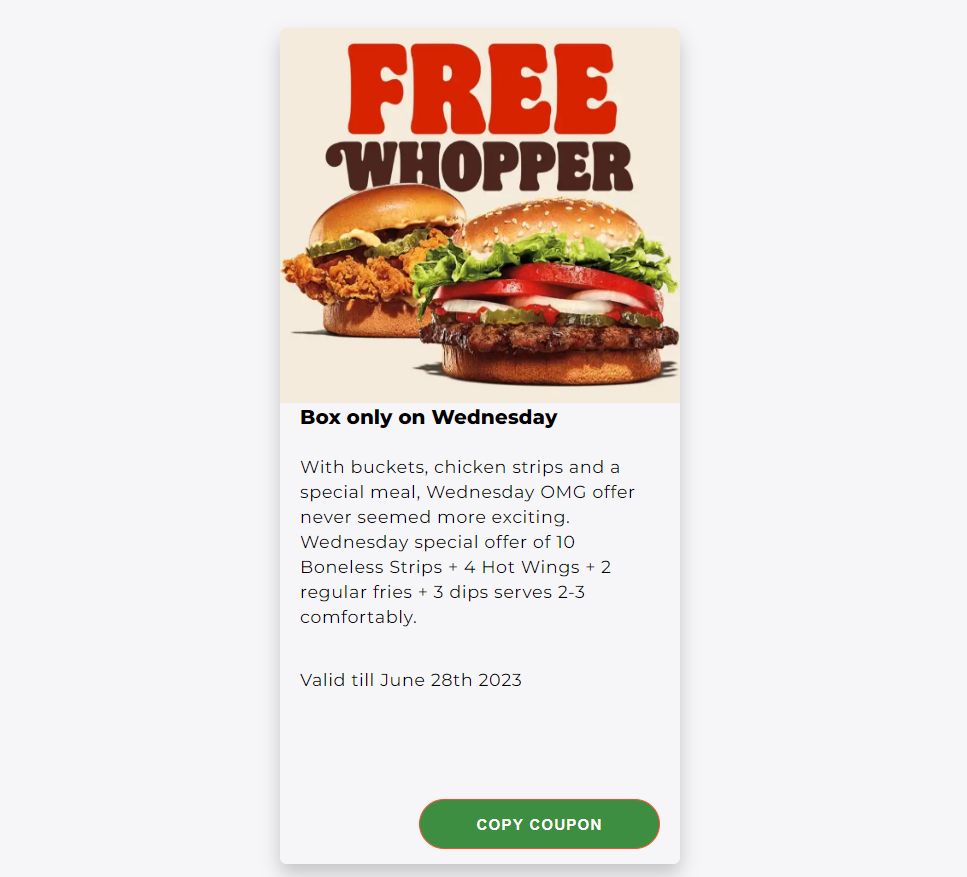 FREE
WHOPPER
Box only on Wednesday
With buckets, chicken strips and a
special meal, Wednesday OMG offer
never seemed more exciting.
Wednesday special offer of 10
Boneless Strips + 4 Hot Wings + 2
regular fries + 3 dips serves 2-3
comfortably.
Valid till June 28th 2023
COPY COUPON